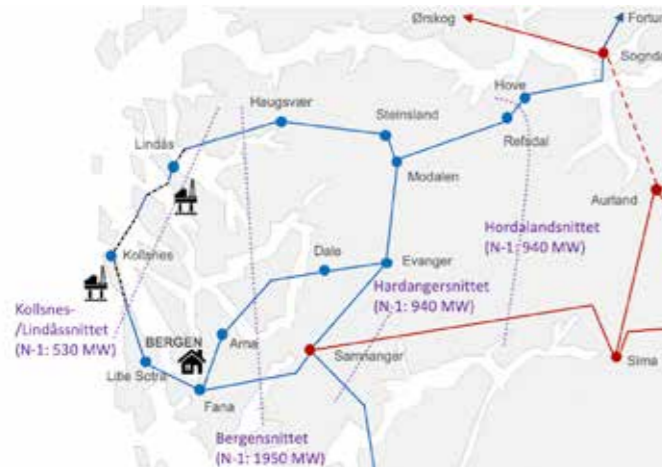 Ørskog
Fortun
Sogndal
Hove
Haugsvær
Steinsland
Lindås
Refsdal
Modalen
Aurland
Hordalandsnittet
(N-1: 940 MW)
Kollsnes
Dale
Evanger
Hardangersnittet
(N-1: 940 MW)
Kollsnes-
/Lindåssnittet
(N-1: 530 MW)
BERGEN
Arna
Samnanger
Sima
Litle Sotra
Fana
Bergensnittet
(N-1: 1950 MW)